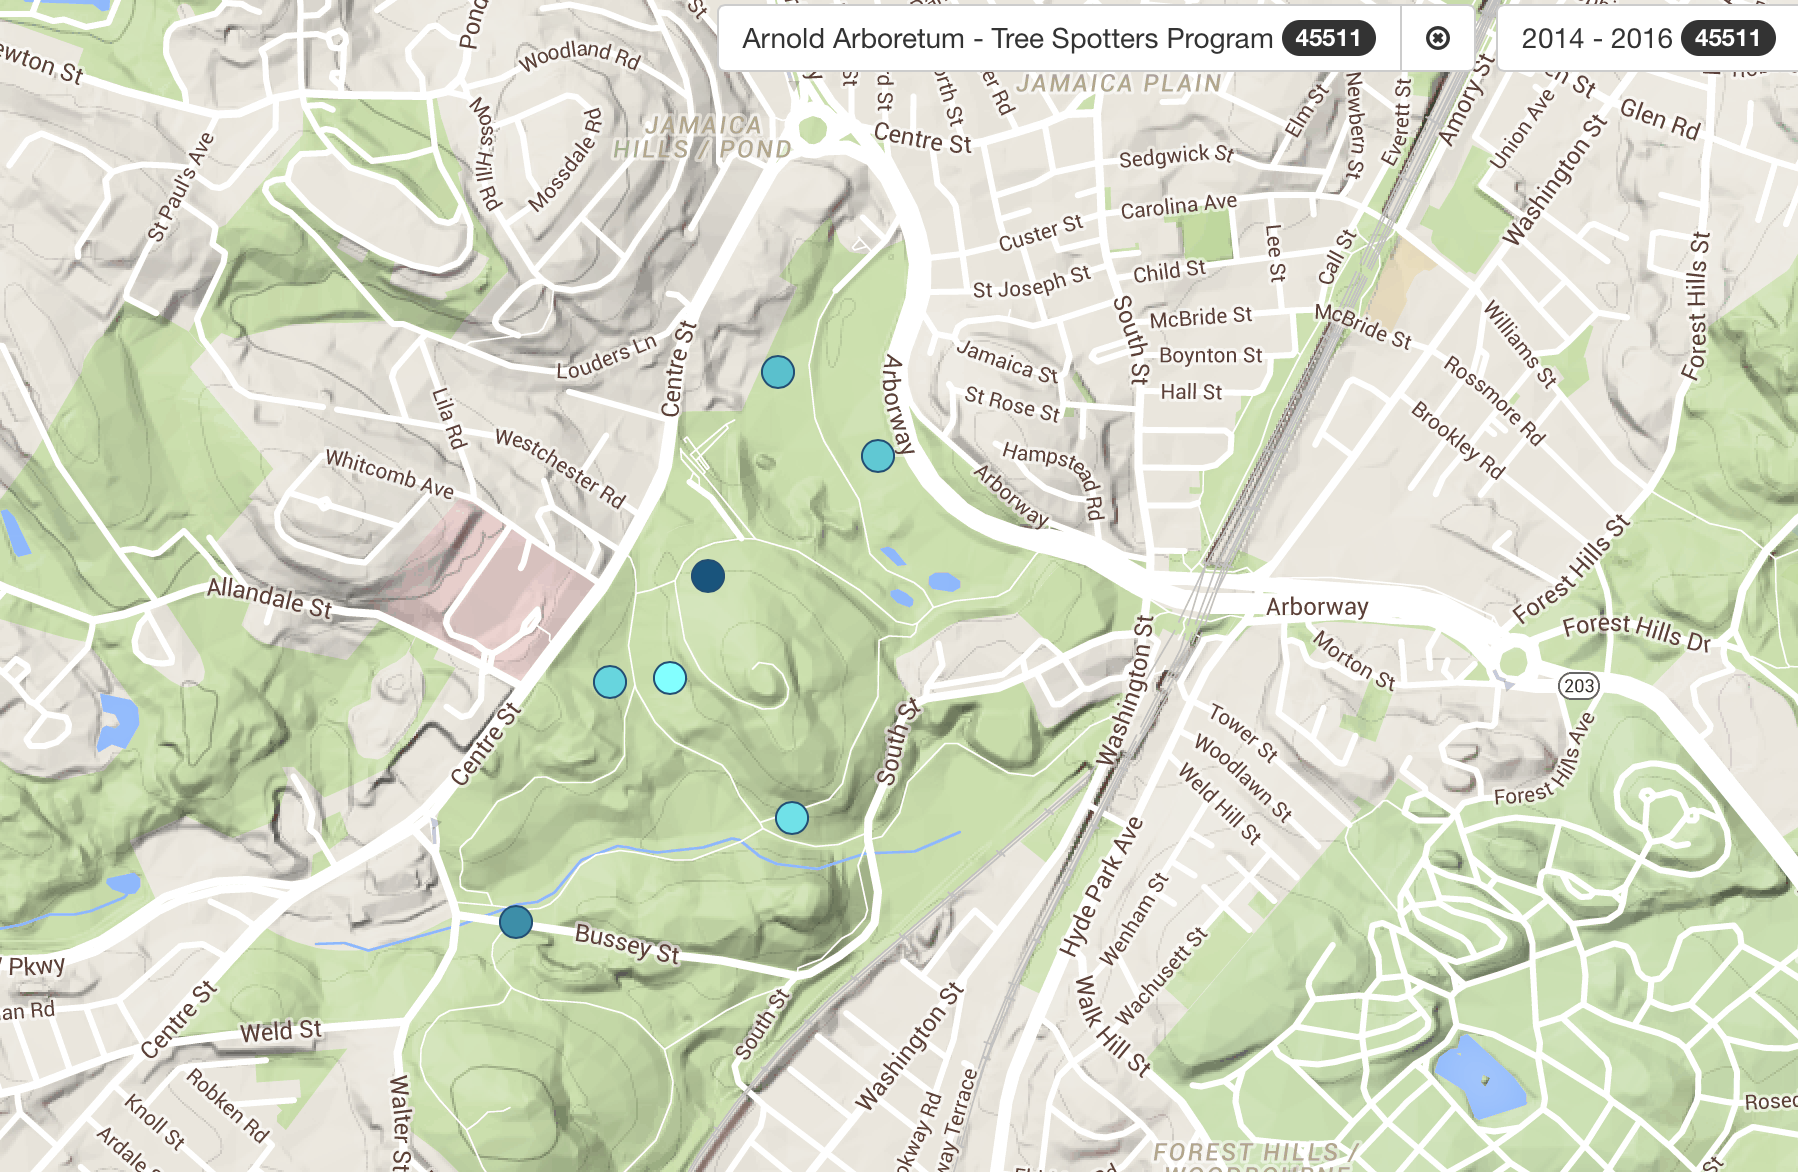 Arnold Arboretum - Tree Spotters Program 45511
2014 - 2016 45511
Pond
St
Woodland Rd
JAMAICA PLAIN
Newbern St
Elm St
Everett St
Amory St
Union Ave
Glen Rd
Washington St
JAMAICA
HILLS / POND
Centre St
Moss Hill Rd
Mossdale Rd
St Paul's Ave
Sedgwick St
Carolina Ave
Custer St
Lee St
Call St
Child St
St Joseph St
South St
McBride St
McBride St
Forest Hills St
Williams St
Louders Ln
Centre St
Arborway
Jamaica St
Boynton St
Hall St
Rossmore Rd
St Rose St
Lila Rd
Westchester Rd
Brookley Rd
Whitcomb Ave
Hampstead Rd
Arborway
Allandale St
Arborway
Forest Hills St
Forest Hills Dr
Morton St
203
Washington St
South St
Centre St
Tower St
Woodlawn St
Weld Hill St
Forest Hills Ave
Hyde Park Ave
Wenham St
Bussey St
Wachusett St
Pkwy
Centre St
Weld St
South St
Washington St
Walk Hill St
Walter St
Robken Rd
Knoll St
Terrace
FOREST HILLS /
WOODBOURNE
St